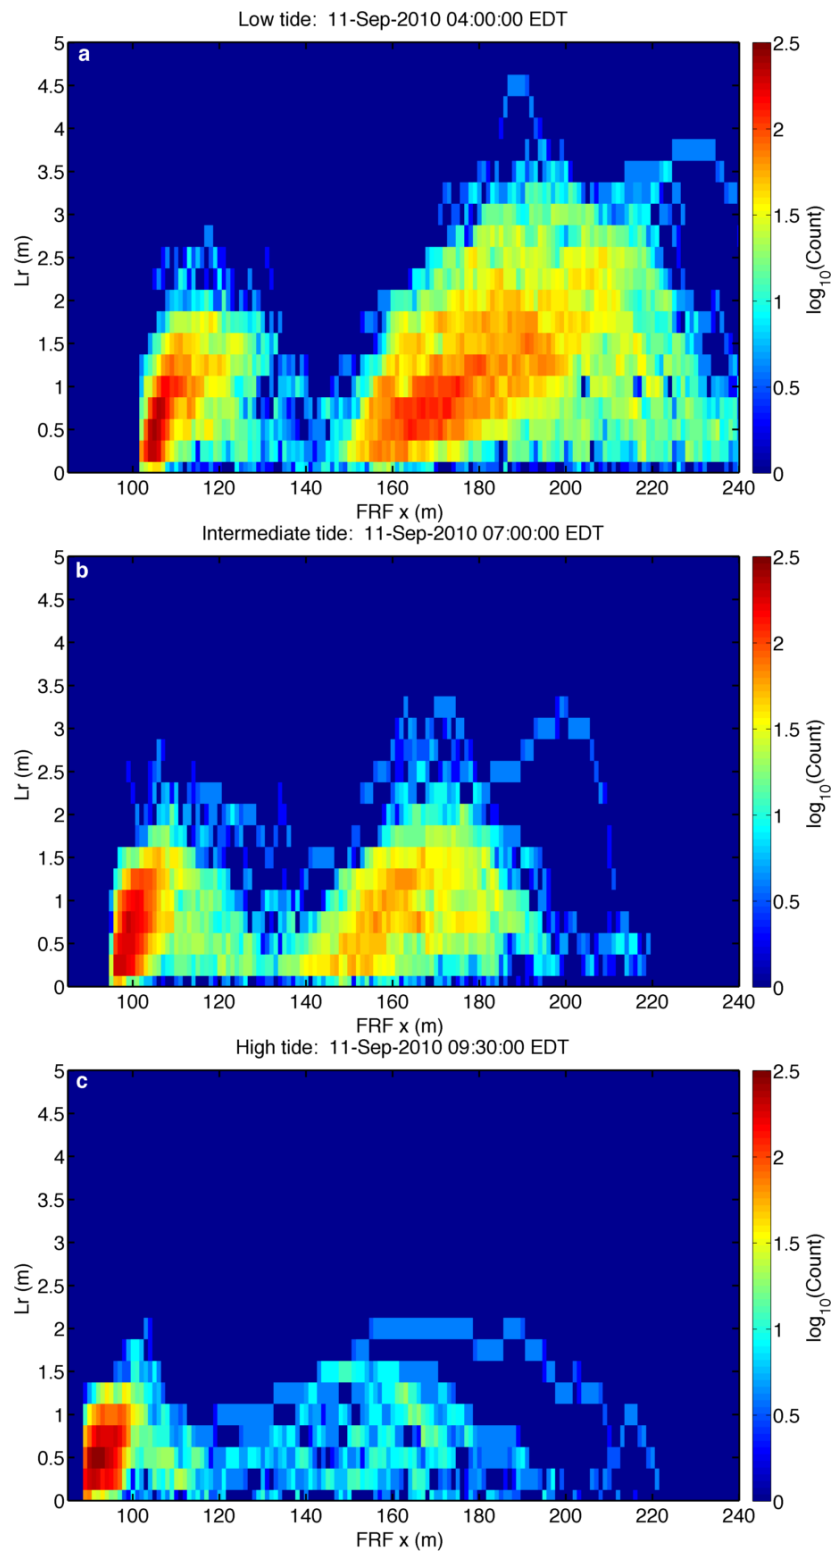 Low tide:  11-Sep-2010 04:00:00 EDT
a
5
4.5
4
3.5
3
2.5
2
1.5
1
0.5
0
Lr (m)
100 120 140 160 180 200 220 240
FRF x (m)
2.5
2
1.5
1
0.5
0
log10(Count)
Intermediate tide:  11-Sep-2010 07:00:00 EDT
b
5
4.5
4
3.5
3
2.5
2
1.5
1
0.5
0
Lr (m)
100 120 140 160 180 200 220 240
FRF x (m)
2.5
2
1.5
1
0.5
0
log10(Count)
High tide:  11-Sep-2010 09:30:00 EDT
c
5
4.5
4
3.5
3
2.5
2
1.5
1
0.5
0
Lr (m)
100 120 140 160 180 200 220 240
FRF x (m)
2.5
2
1.5
1
0.5
0
log10(Count)